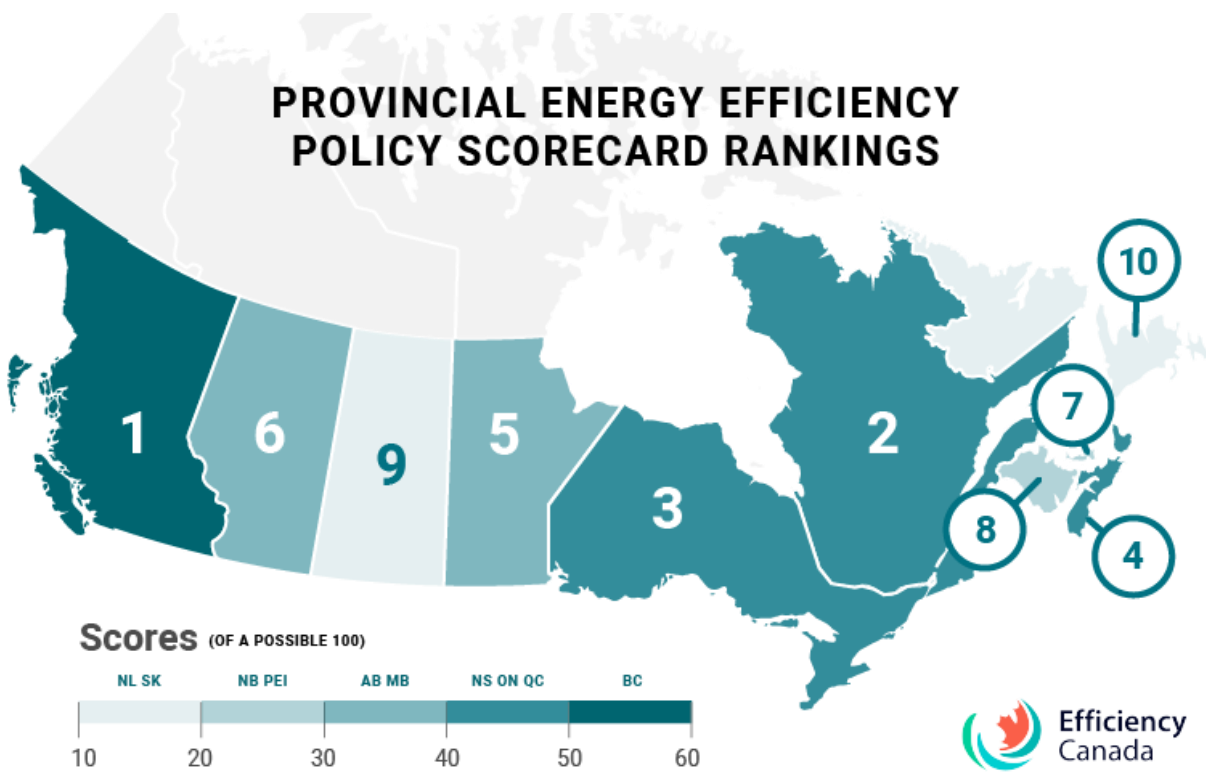 PROVINCIAL ENERGY EFFICIENCY
POLICY SCORECARD RANKINGS
10
7
1
6
9
5
2
3
8
4
Scores (OF A POSSIBLE 100)
NL SK NB PEI AB MB NS ON QC BC
10 20 30 40 50 60
Efficiency
Canada